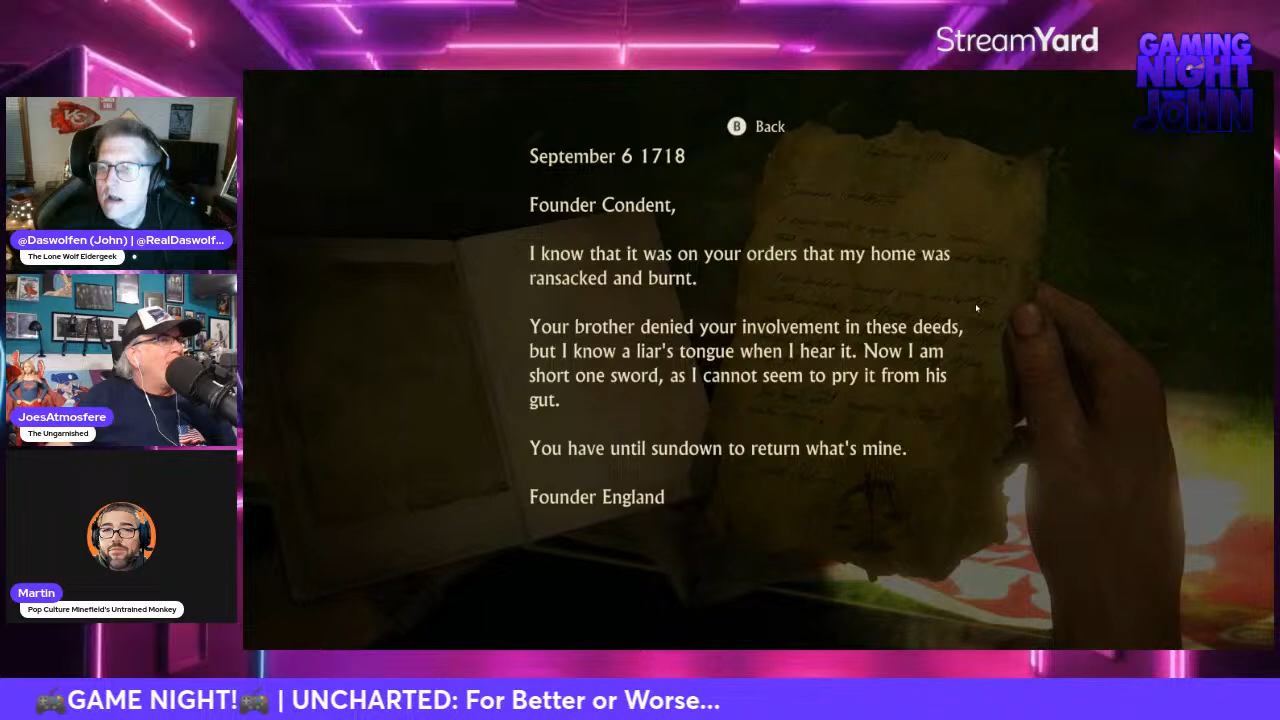 StreamYard
GAMING
NIGHT
JOHN
B Back
September 6 1718
Founder Condent,
I know that it was on your orders that my home was
ransacked and burnt.
Your brother denied your involvement in these deeds,
but I know a liar's tongue when I hear it. Now I am
short one sword, as I cannot seem to pry it from his
gut.
You have until sundown to return what's mine.
Founder England
@Daswolfen (John) | @RealDaswolf...
The Lone Wolf Eldergeek
JoesAtmosfere
The Ungarnished
Martin
Pop Culture Minefield's Untrained Monkey
🎮GAME NIGHT!🎮 | UNCHARTED: For Better or Worse...